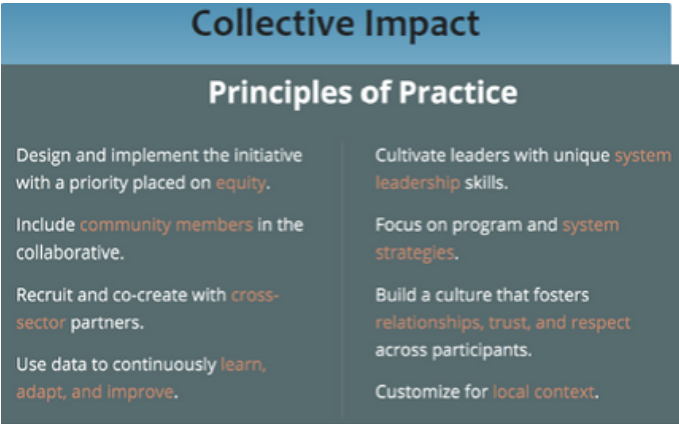 Collective Impact
Principles of Practice
Design and implement the initiative
with a priority placed on equity.
Include community members in the
collaborative.
Recruit and co-create with cross-
sector partners.
Use data to continuously learn,
adapt, and improve.
Cultivate leaders with unique system
leadership skills.
Focus on program and system
strategies.
Build a culture that fosters
relationships, trust, and respect
across participants.
Customize for local context.